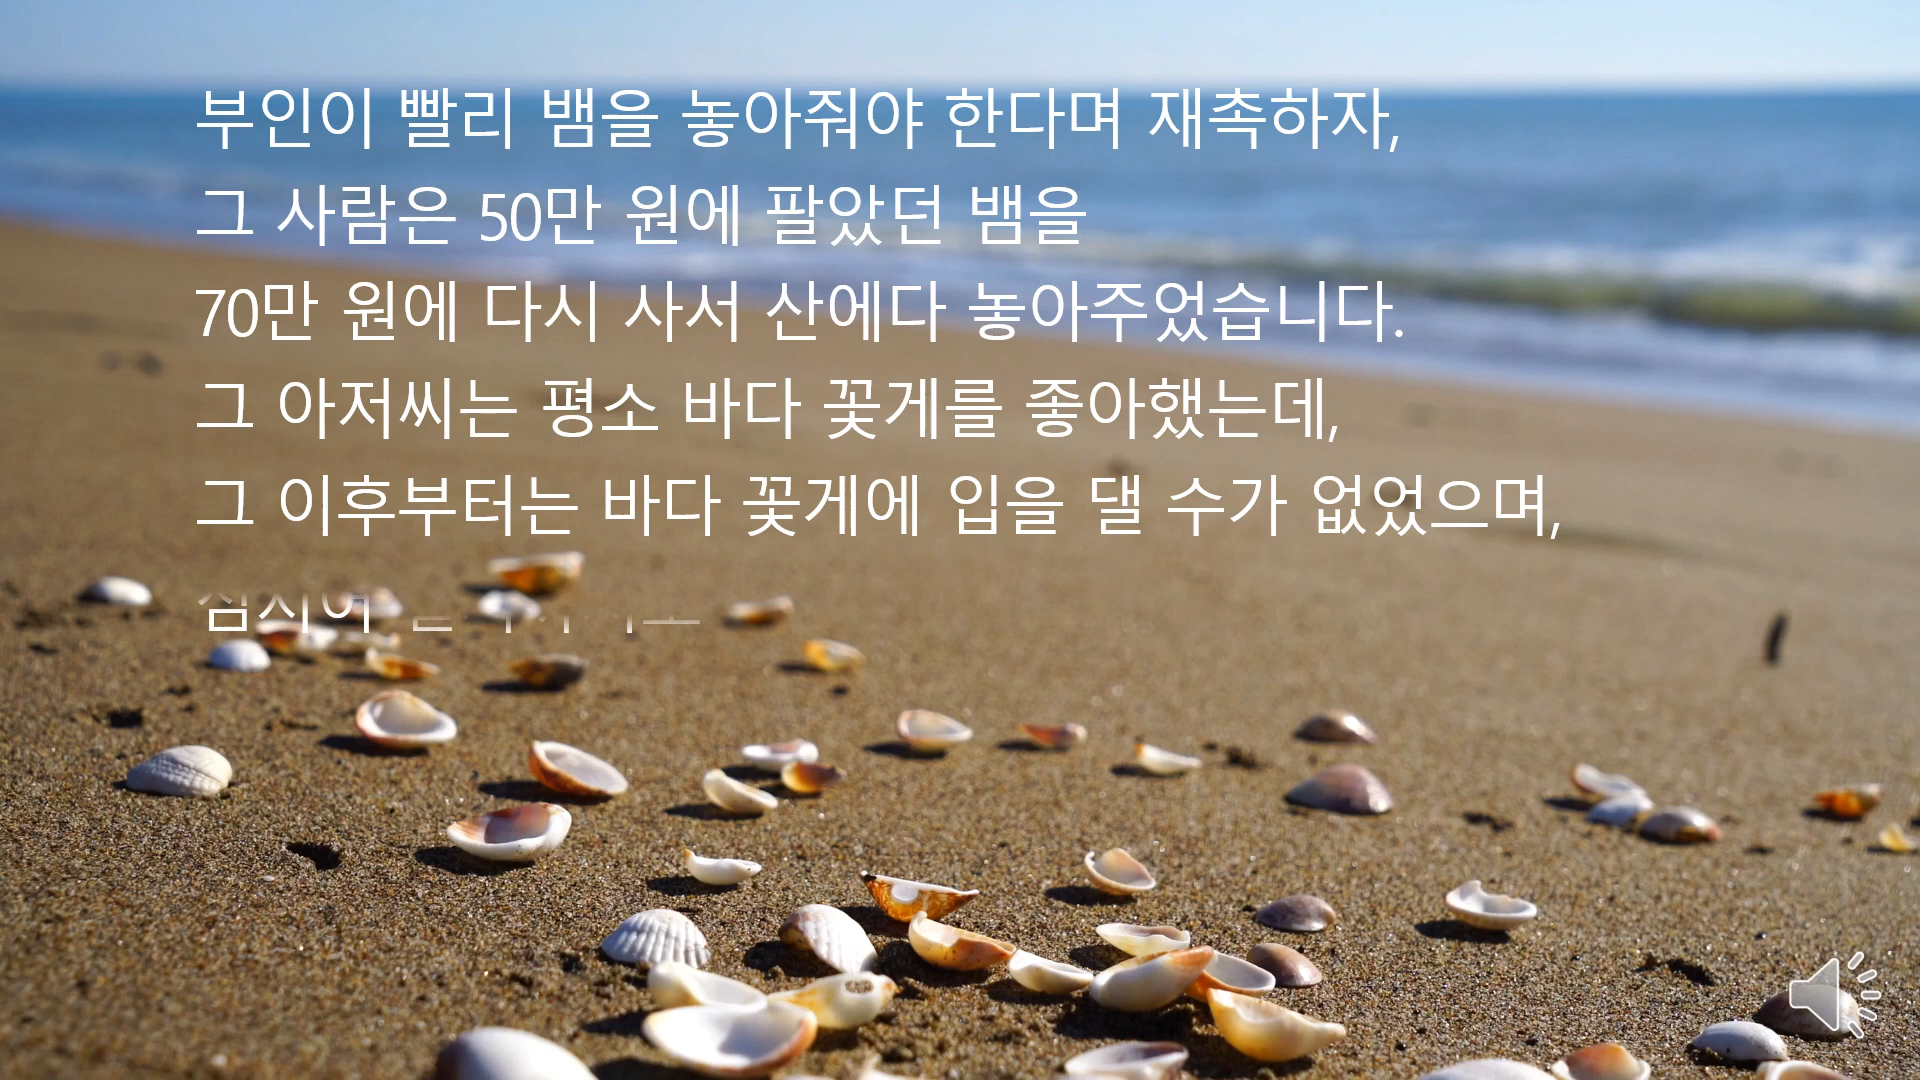 부인이 빨리 뱀을 놓아줘야 한다며 재촉하자,
그 사람은 50만 원에 팔았던 뱀을
70만 원에 다시 사서 산에다 놓아주었습니다.
그 아저씨는 평소 바다 꽃게를 좋아했는데,
그 이후부터는 바다 꽃게에 입을 댈 수가 없었으며,
심지어